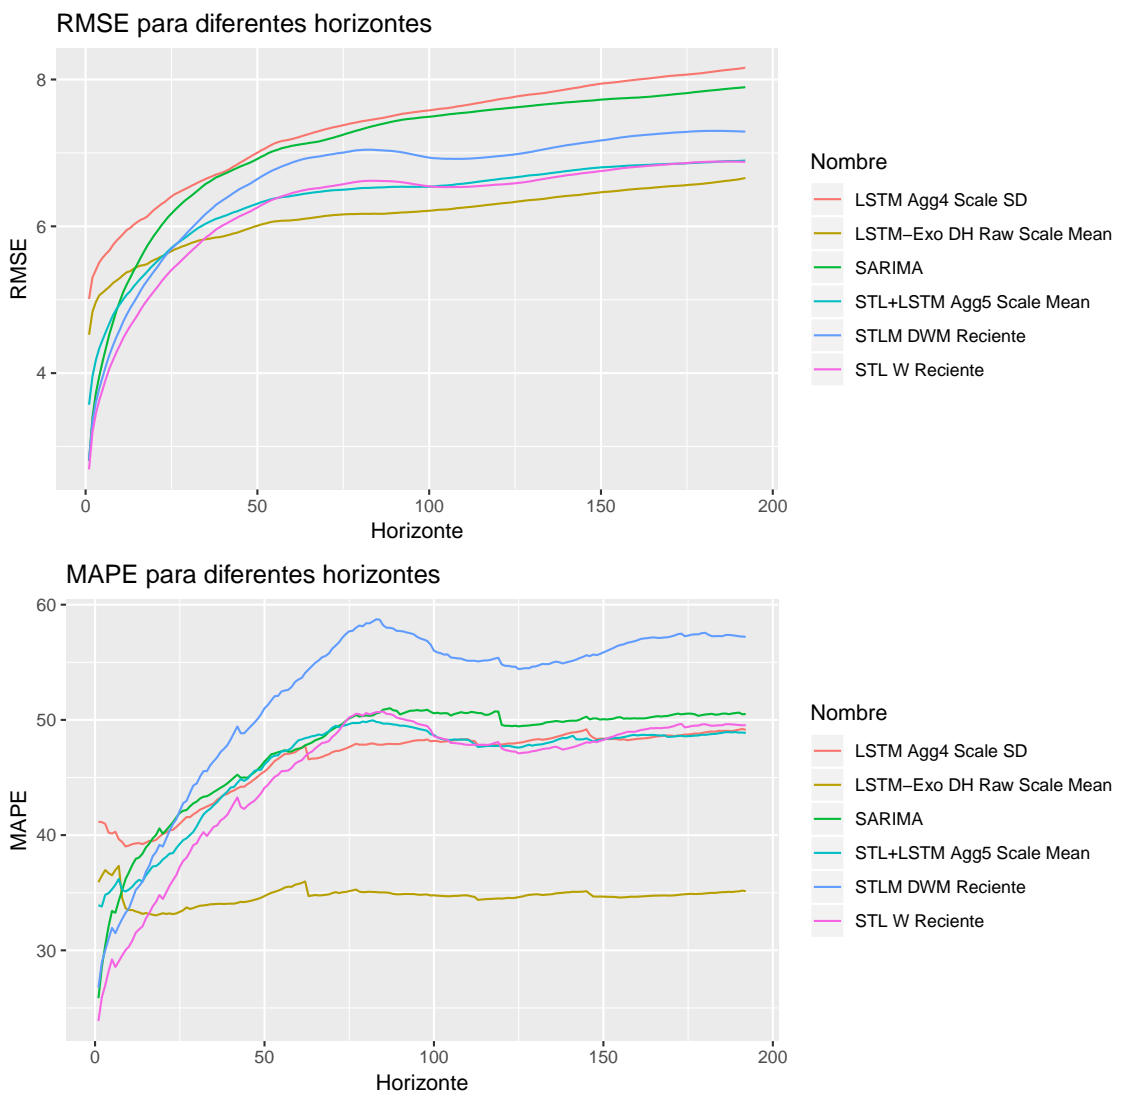 RMSE para diferentes horizontes
8
6
4
RMSE
0
50
100
150
200
Horizonte
Nombre
LSTM Agg4 Scale SD
LSTM−Exo DH Raw Scale Mean
SARIMA
STL+LSTM Agg5 Scale Mean
STLM DWM Reciente
STL W Reciente
MAPE para diferentes horizontes
60
50
40
30
MAPE
0
50
100
150
200
Horizonte
Nombre
LSTM Agg4 Scale SD
LSTM−Exo DH Raw Scale Mean
SARIMA
STL+LSTM Agg5 Scale Mean
STLM DWM Reciente
STL W Reciente